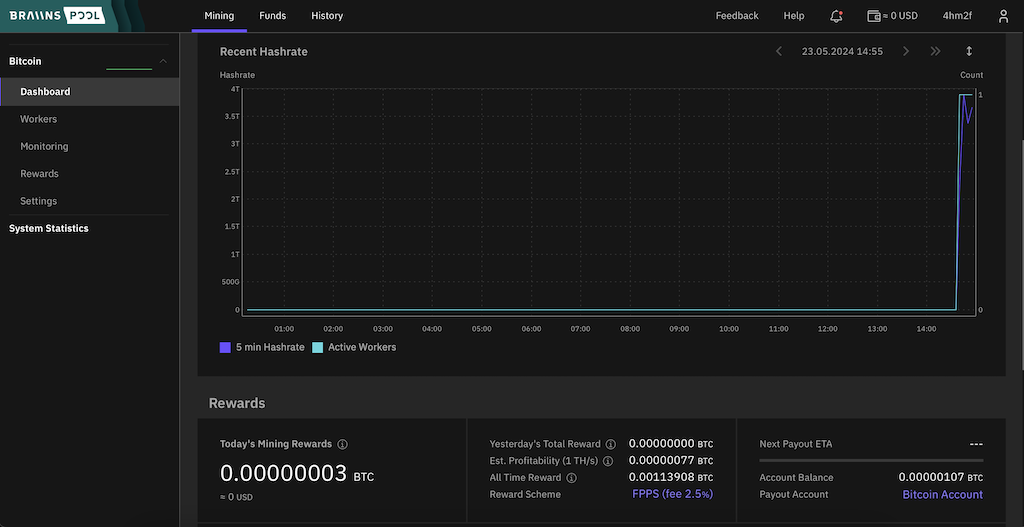 BRAIINS POOL
Mining Funds History
Feedback Help ≈ 0 USD 4hm2f
Bitcoin
Dashboard
Workers
Monitoring
Rewards
Settings
System Statistics
Recent Hashrate
23.05.2024 14:55
Hashrate
Count
4T
3.5T
3T
2.5T
2T
1.5T
1T
500G
0
1
0
01:00 02:00 03:00 04:00 05:00 06:00 07:00 08:00 09:00 10:00 11:00 12:00 13:00 14:00
5 min Hashrate Active Workers
Rewards
Today's Mining Rewards
0.00000003 BTC
≈ 0 USD
Yesterday's Total Reward 0.00000000 BTC
Est. Profitability (1 TH/s) 0.00000077 BTC
All Time Reward 0.00113908 BTC
Reward Scheme FPPS (fee 2.5%)
Next Payout ETA ---
Account Balance 0.00000107 BTC
Payout Account Bitcoin Account